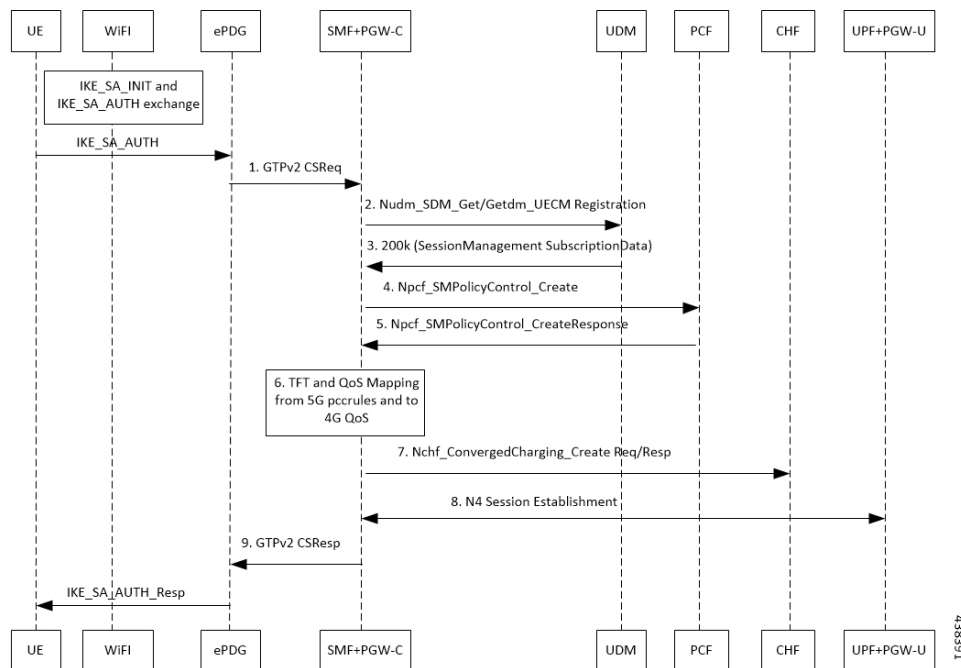 UE
WiFI
ePDG
SMF+PGW-C
UDM
PCF
CHF
UPF+PGW-U
IKE_SA_INIT and
IKE_SA_AUTH exchange
IKE_SA_AUTH
1. GTPv2 CSReq
2. Nudm_SDM_Get/Getdm_UECM Registration
3. 200k (SessionManagement SubscriptionData)
4. Npcf_SMPolicyControl_Create
5. Npcf_SMPolicyControl_CreateResponse
6. TFT and QoS Mapping
from 5G pccrules and to
4G QoS
7. Nchf_ConvergedCharging_Create Req/Resp
8. N4 Session Establishment
9. GTPv2 CSResp
IKE_SA_AUTH_Resp
UE
WiFI
ePDG
SMF+PGW-C
UDM
PCF
CHF
UPF+PGW-U
438391